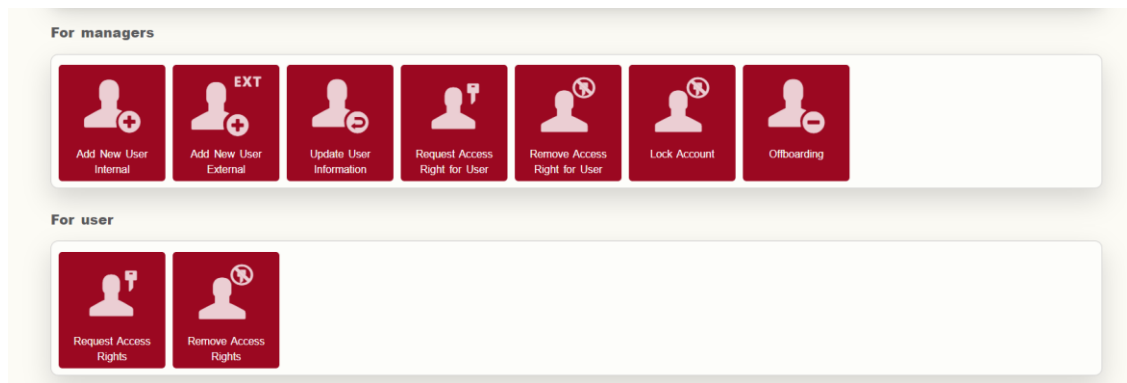 For managers
EXT
Add New User
Internal
Add New User
External
Update User
Information
Request Access
Right for User
Remove Access
Right for User
Lock Account
Offboarding
For user
Request Access
Rights
Remove Access
Rights